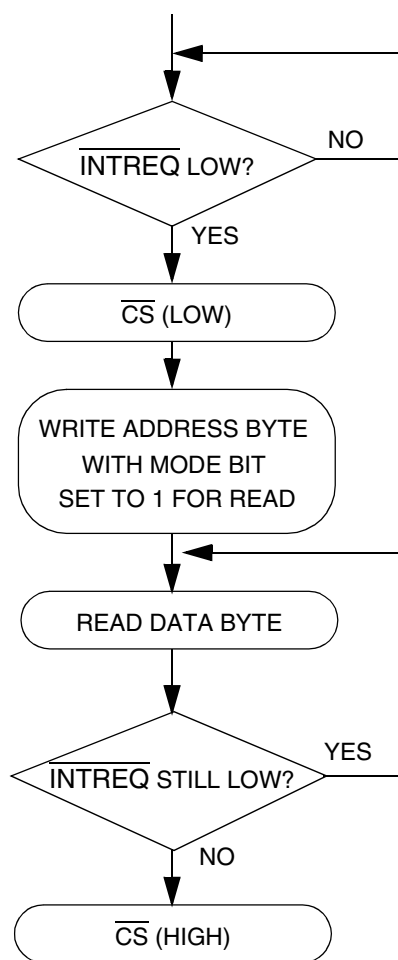 INTREQ LOW?
NO
YES
CS (LOW)
WRITE ADDRESS BYTE
WITH MODE BIT
SET TO 1 FOR READ
READ DATA BYTE
YES
INTREQ STILL LOW?
NO
CS (HIGH)